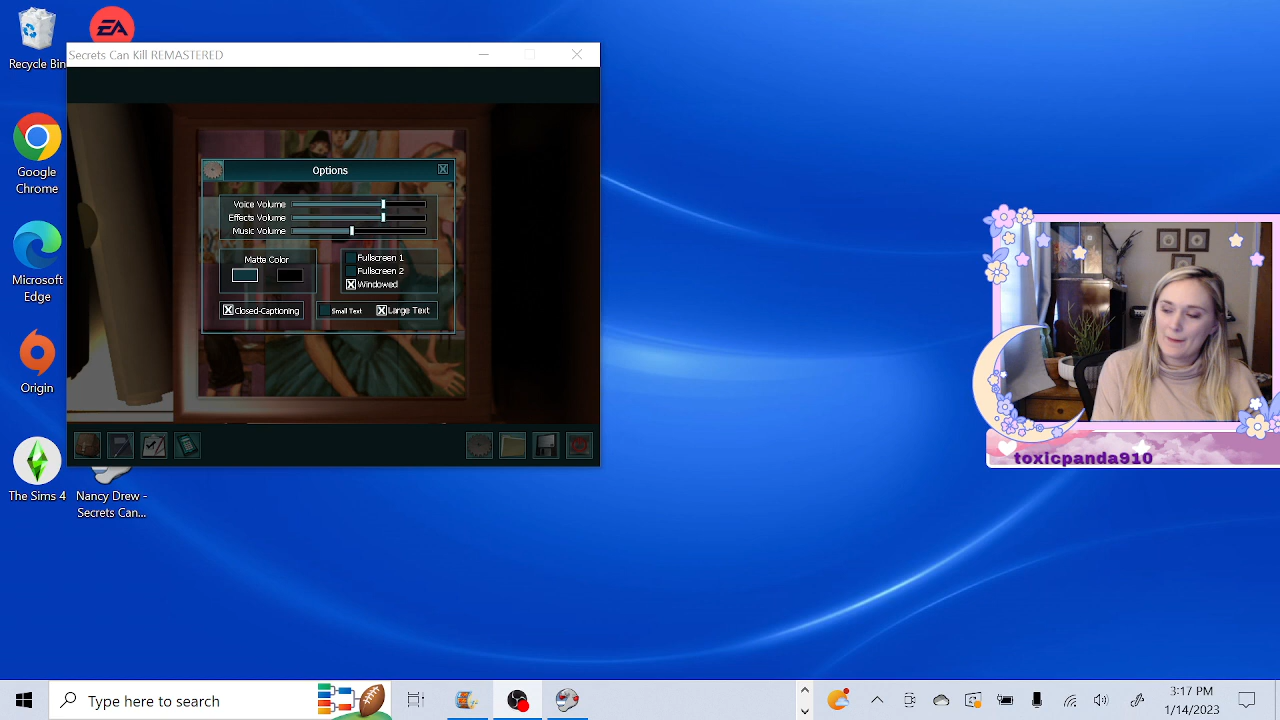 EA
Recycle Bin
Secrets Can Kill REMASTERED
Options
Voice Volume
Effects Volume
Music Volume
Matte Color
Fullscreen 1
Fullscreen 2
Windowed
Closed-Captioning
Small Text
Large Text
Google
Chrome
Microsoft
Edge
Origin
The Sims 4
Nancy Drew -
Secrets Can...
toxicpanda910
Type here to search
3:17 PM
1/14/2023